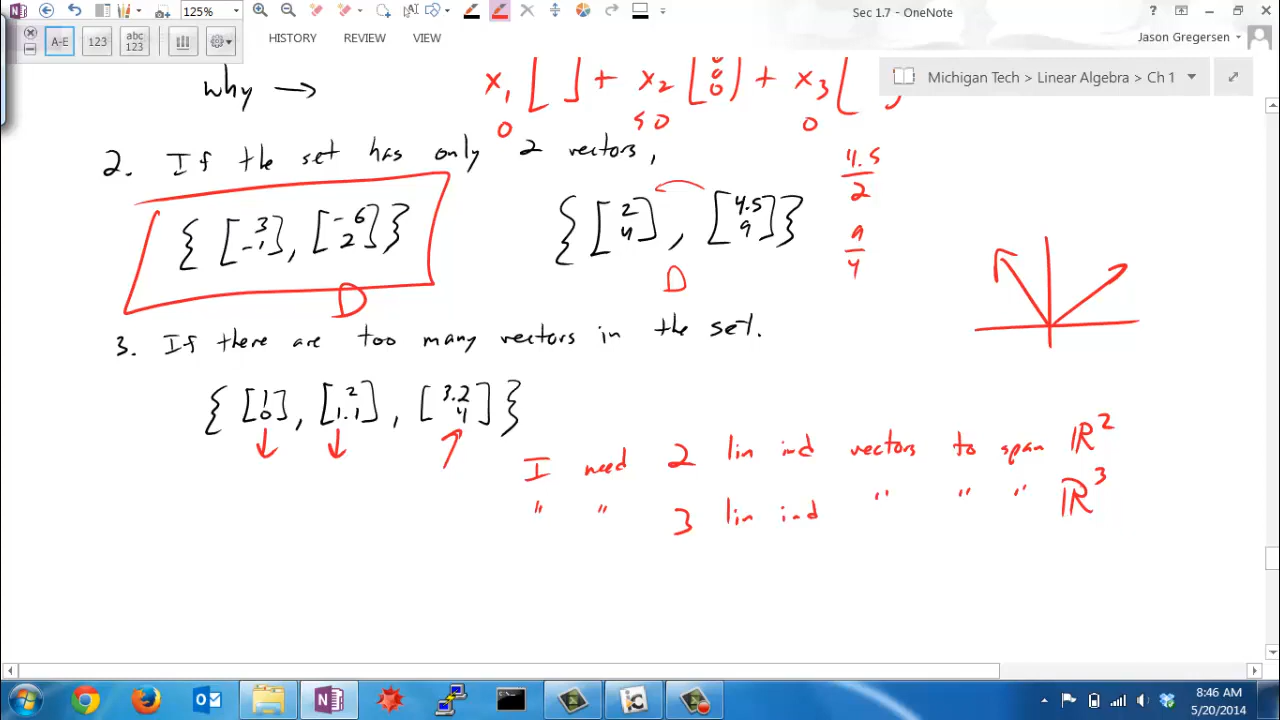 125%
Sec 1.7 - OneNote
A-E 123 abc 123
HISTORY REVIEW VIEW
Jason Gregersen
Michigan Tech > Linear Algebra > Ch 1
why → x₁ [ ] + x₂ [0 0] + x₃ [
0 50 0
2. If the set has only 2 vectors,
{ [3 -1], [-6 2] } D
{ [2 4], [4.5 9] } D
4.5/2
9/4
3. If there are too many vectors in the set.
{ [1 0], [2 1.1], [3.2 4] }
I need 2 lin ind vectors to span ℝ²
" " 3 lin ind " " " ℝ³
8:46 AM
5/20/2014